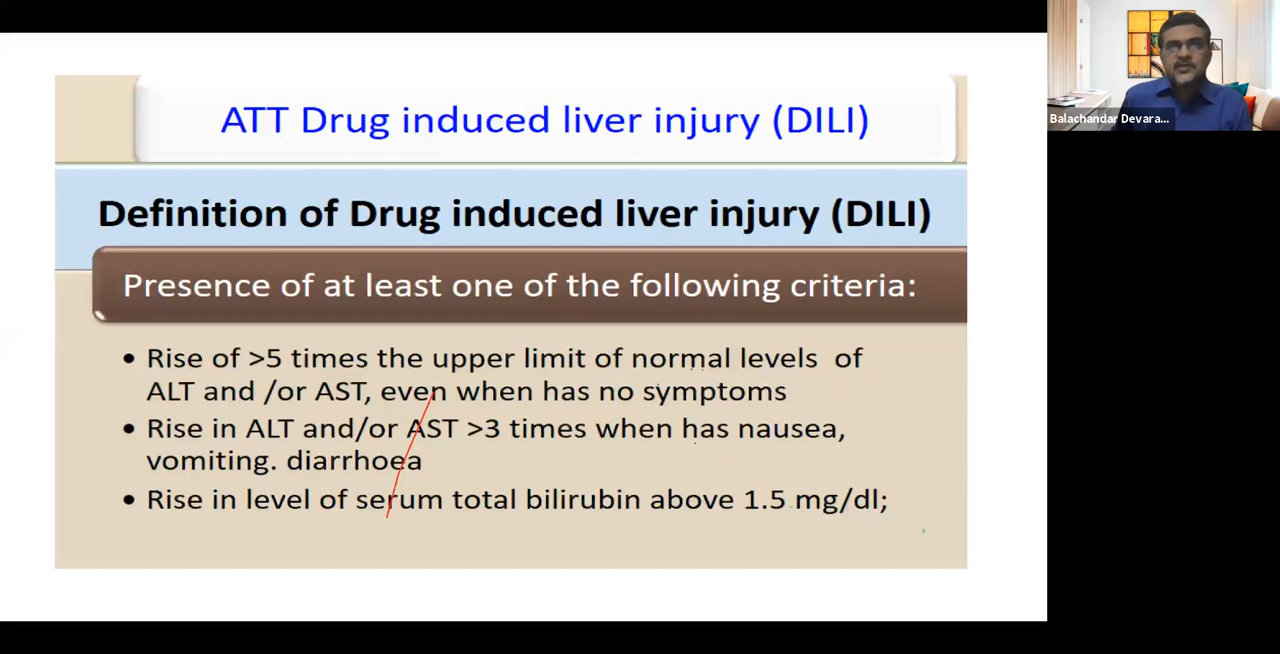 ATT Drug induced liver injury (DILI)
Definition of Drug induced liver injury (DILI)
Presence of at least one of the following criteria:
• Rise of >5 times the upper limit of normal levels of
ALT and /or AST, even when has no symptoms
• Rise in ALT and/or AST >3 times when has nausea,
vomiting. diarrhoea
• Rise in level of serum total bilirubin above 1.5 mg/dl;
Balachandar Devara...